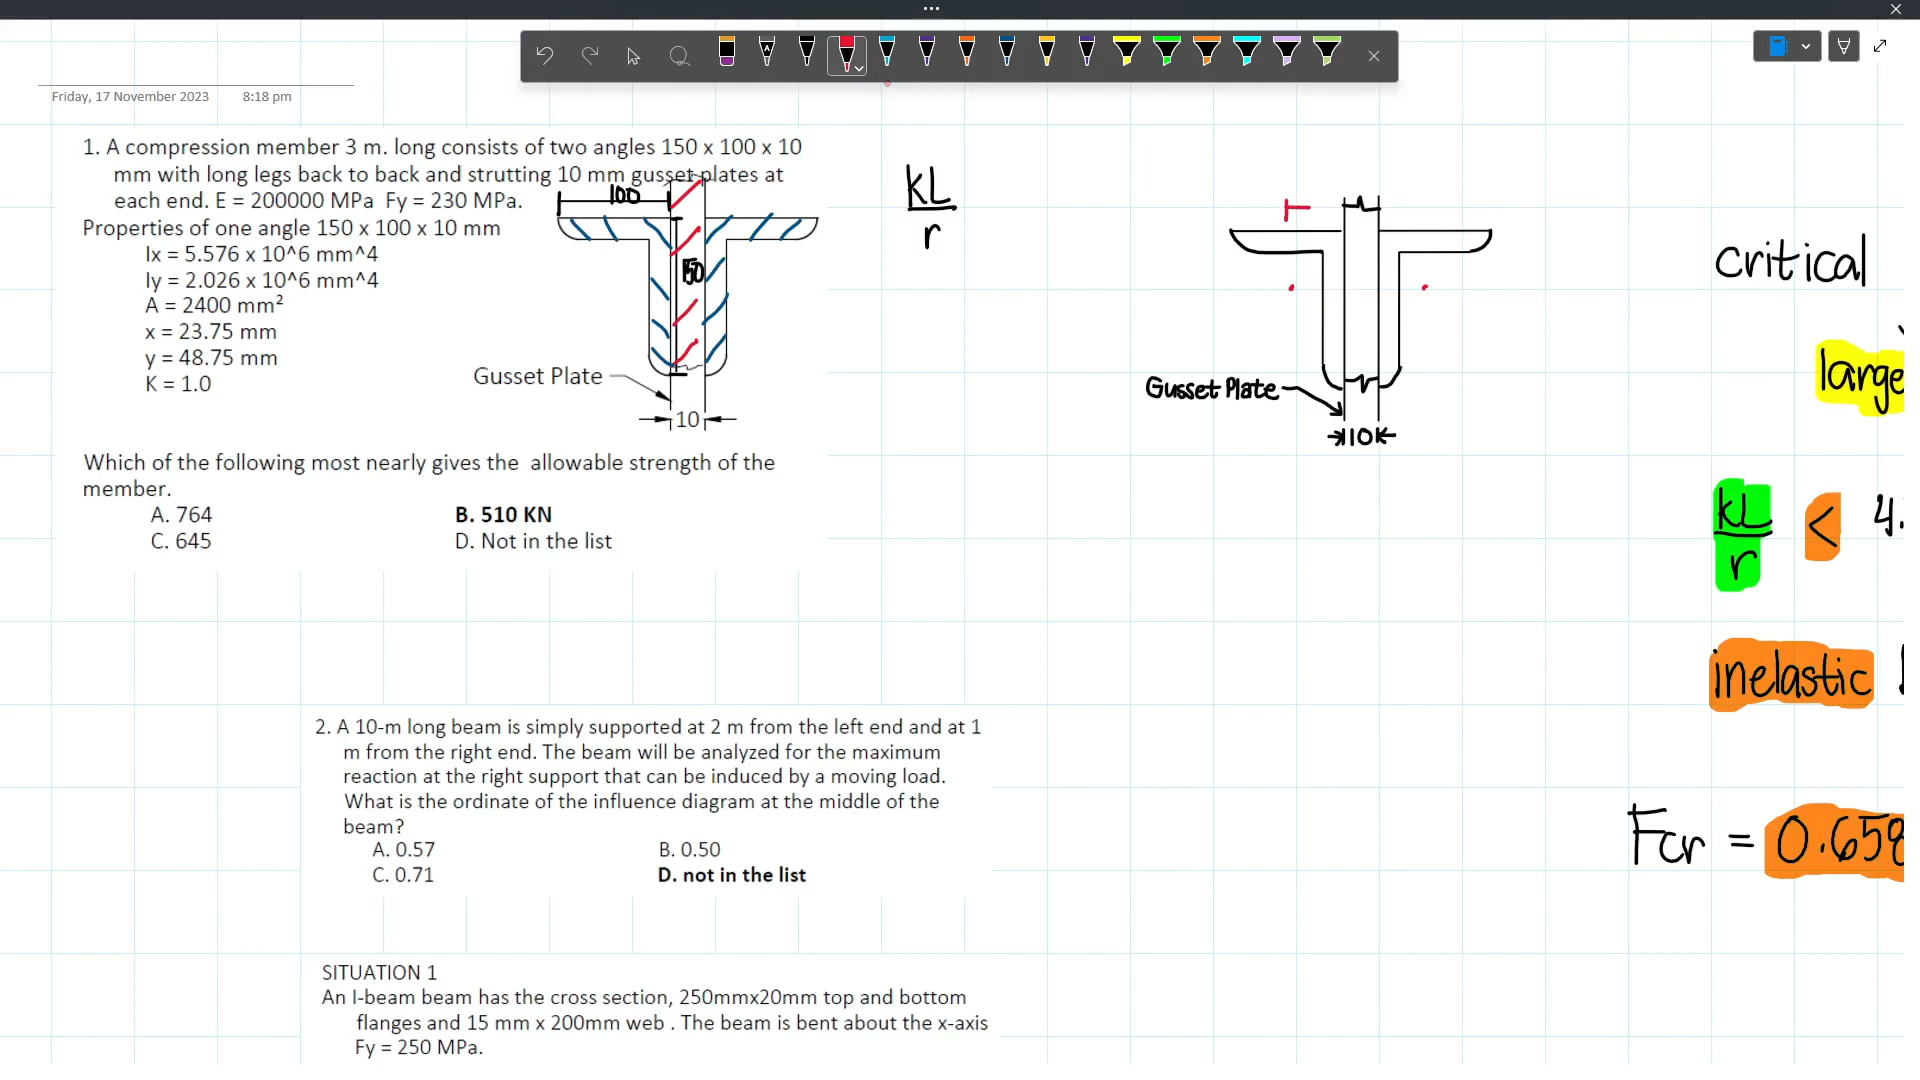 Friday, 17 November 2023 8:18 pm
1. A compression member 3 m. long consists of two angles 150 x 100 x 10
mm with long legs back to back and strutting 10 mm gusset plates at
each end. E = 200000 MPa Fy = 230 MPa.
Properties of one angle 150 x 100 x 10 mm
Ix = 5.576 x 10^6 mm^4
Iy = 2.026 x 10^6 mm^4
A = 2400 mm²
x = 23.75 mm
y = 48.75 mm
K = 1.0
100
150
Gusset Plate
10
Which of the following most nearly gives the allowable strength of the
member.
A. 764 B. 510 KN
C. 645 D. Not in the list
KL
r
Gusset Plate
10
critical
large
KL
r
< 4.
inelastic
Fcr = 0.658
2. A 10-m long beam is simply supported at 2 m from the left end and at 1
m from the right end. The beam will be analyzed for the maximum
reaction at the right support that can be induced by a moving load.
What is the ordinate of the influence diagram at the middle of the
beam?
A. 0.57 B. 0.50
C. 0.71 D. not in the list
SITUATION 1
An I-beam beam has the cross section, 250mmx20mm top and bottom
flanges and 15 mm x 200mm web . The beam is bent about the x-axis
Fy = 250 MPa.